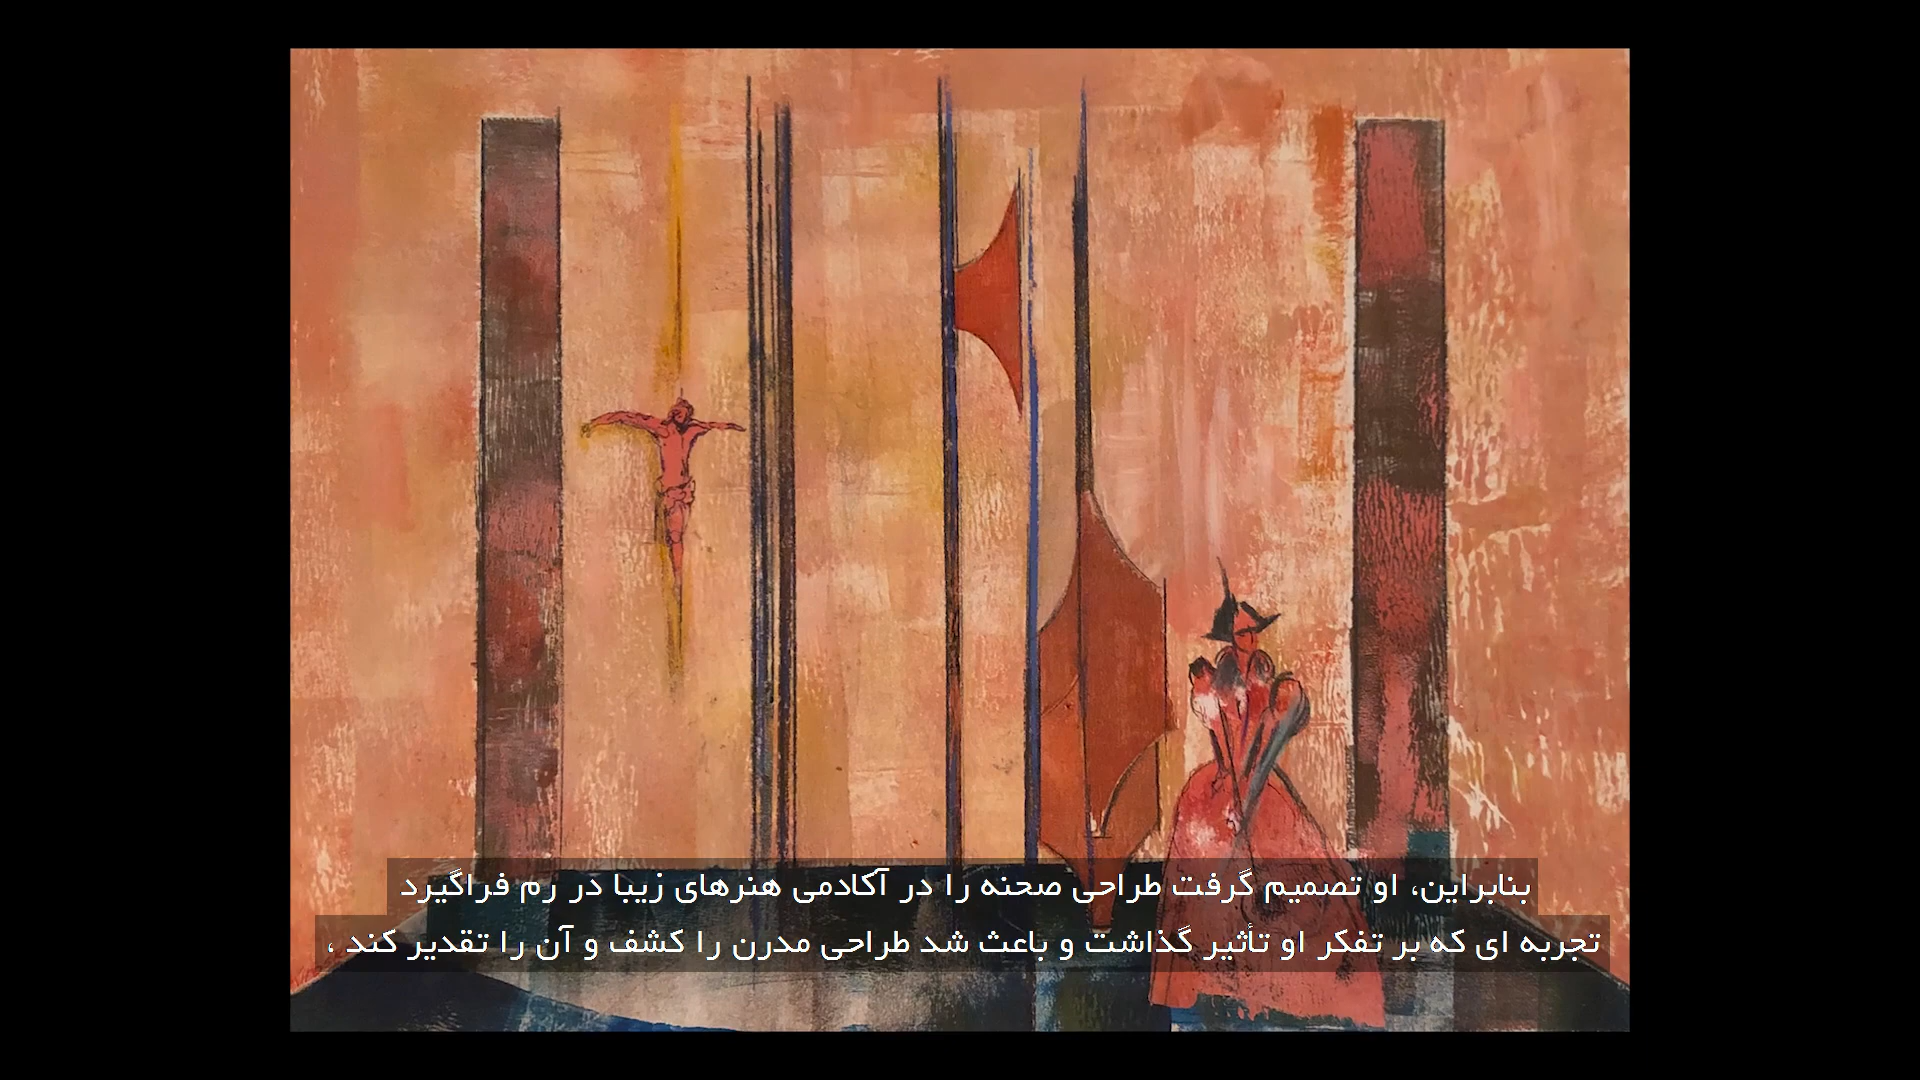 بنابراین، او تصمیم گرفت طراحی صحنه را در آکادمی هنرهای زیبا در رم فراگیرد
تجربه ای که بر تفکر او تأثیر گذاشت و باعث شد طراحی مدرن را کشف و آن را تقدیر کند ،